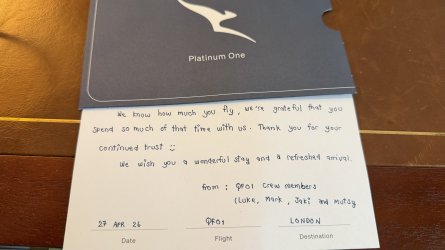 Platinum One
We know how much you fly, we're grateful that you
spend so much of that time with us. Thank you for your
continued trust :)
We wish you a wonderful stay and a refreshed arrival.
from : QF01 Crew members
(Luke, Mark, Jaki and Mutsy
27 APR 26 QF01 LONDON
Date Flight Destination